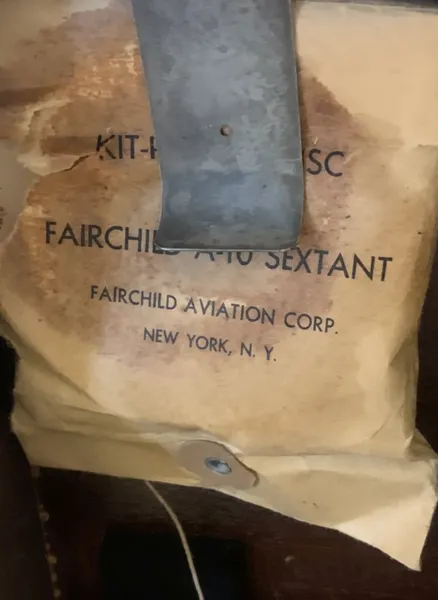 KIT-
FAIRCHILD A-10 SEXTANT
FAIRCHILD AVIATION CORP.
NEW YORK, N. Y.